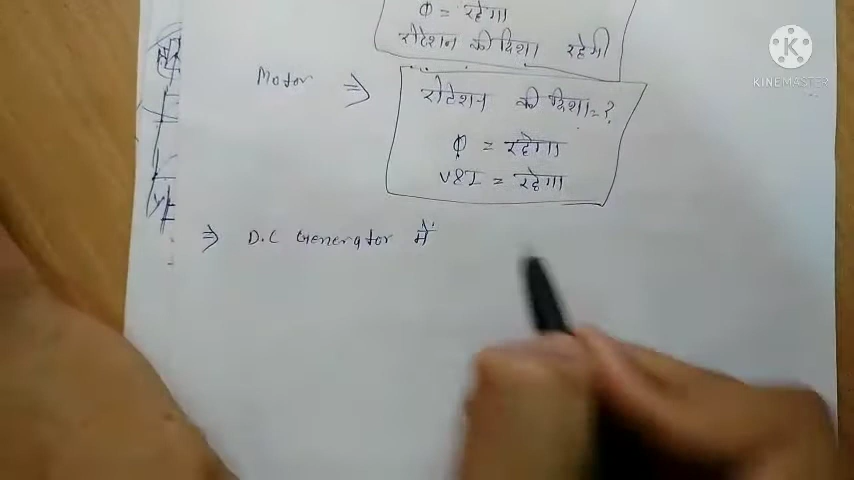 Φ = रहेगा
रोटेशन की दिशा रहेगी
KINEMASTER
Motor ⇒ रोटेशन की दिशा = ?
Φ = रहेगा
V&I = रहेगा
⇒ D.C Generator में